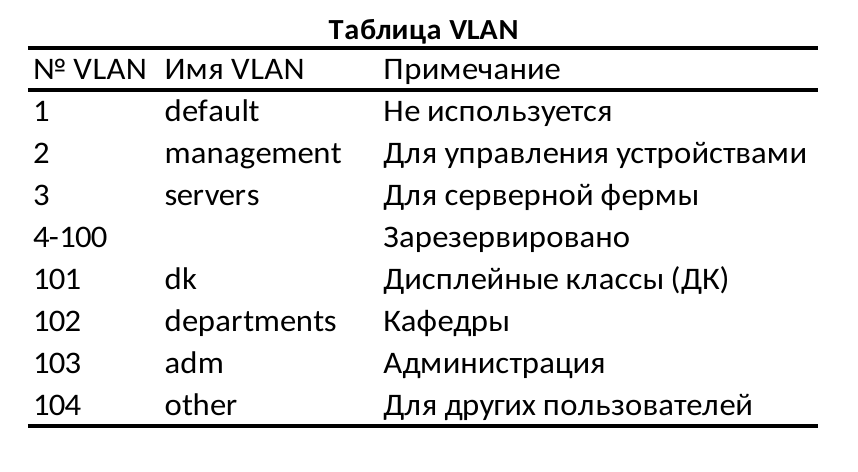 Таблица VLAN
№ VLAN Имя VLAN Примечание
1 default Не используется
2 management Для управления устройствами
3 servers Для серверной фермы
4-100 Зарезервировано
101 dk Дисплейные классы (ДК)
102 departments Кафедры
103 adm Администрация
104 other Для других пользователей